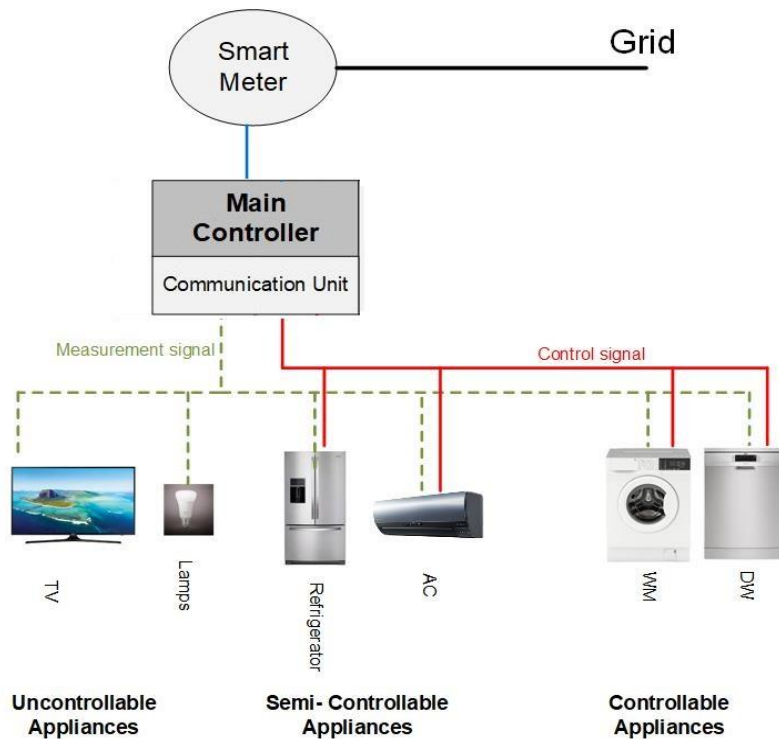 Smart
Meter
Grid
Main
Controller
Communication Unit
Measurement signal
Control signal
TV
Lamps
Refrigerator
AC
WM
DW
Uncontrollable
Appliances
Semi- Controllable
Appliances
Controllable
Appliances